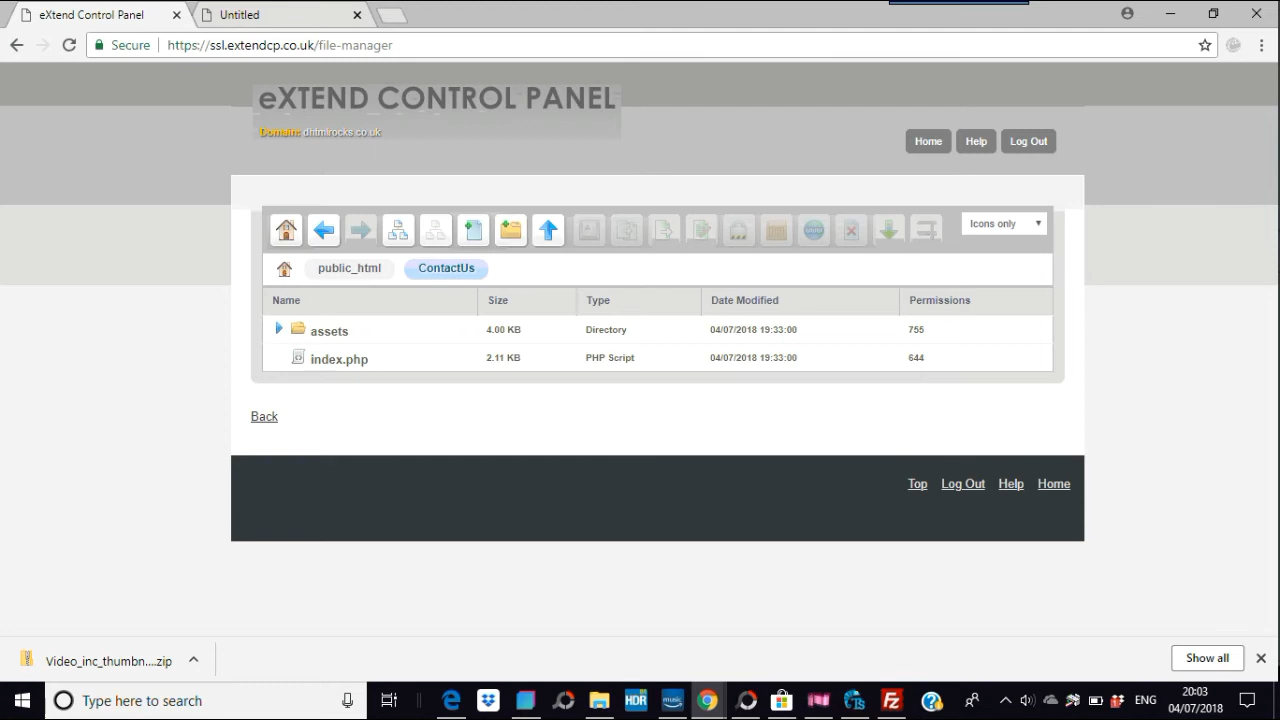 eXtend Control Panel
Untitled
Secure
https://ssl.extendcp.co.uk/file-manager
eXTEND CONTROL PANEL
Domain: dhtmlrocks.co.uk
Home
Help
Log Out
Icons only
public_html
ContactUs
Name
Size
Type
Date Modified
Permissions
assets
4.00 KB
Directory
04/07/2018 19:33:00
755
index.php
2.11 KB
PHP Script
04/07/2018 19:33:00
644
Back
Top
Log Out
Help
Home
Video_inc_thumbn....zip
Show all
Type here to search
HDR
music
Ts
Fz
ENG
20:03
04/07/2018